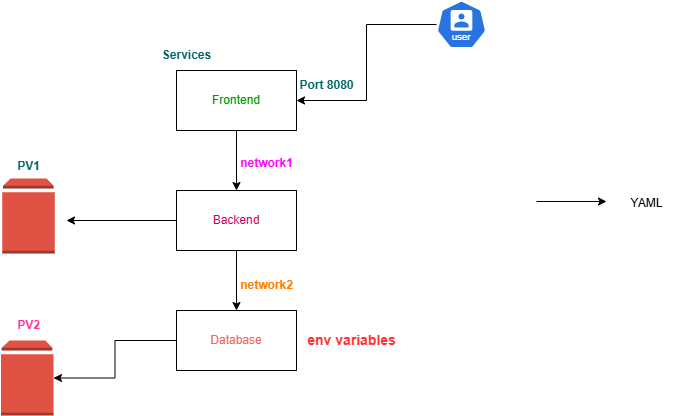 user
Services
Port 8080
Frontend
network1
PV1
Backend
YAML
network2
PV2
Database
env variables